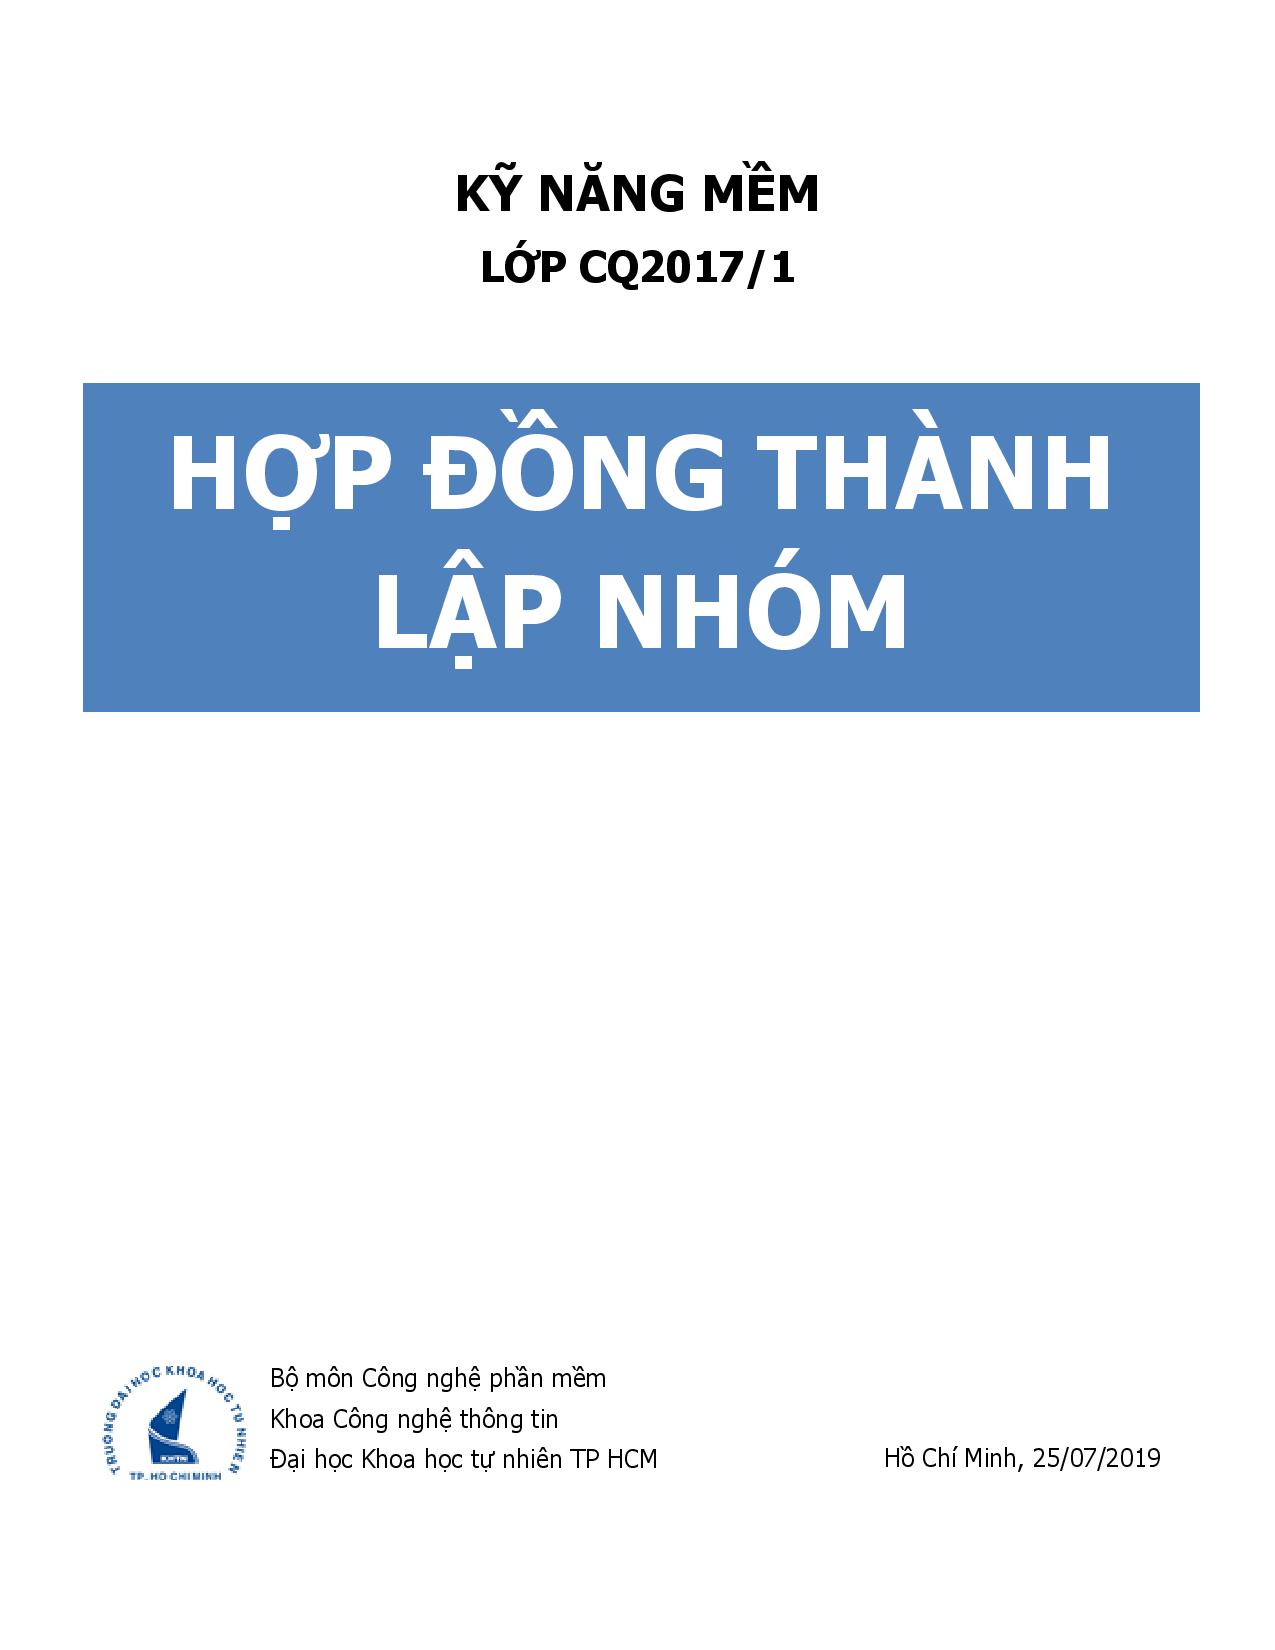 KỸ NĂNG MỀM
LỚP CQ2017/1
HỢP ĐỒNG THÀNH
LẬP NHÓM
TRƯỜNG ĐẠI HỌC KHOA HỌC TỰ NHIÊN
TP. HỒ CHÍ MINH
Bộ môn Công nghệ phần mềm
Khoa Công nghệ thông tin
Đại học Khoa học tự nhiên TP HCM
Hồ Chí Minh, 25/07/2019